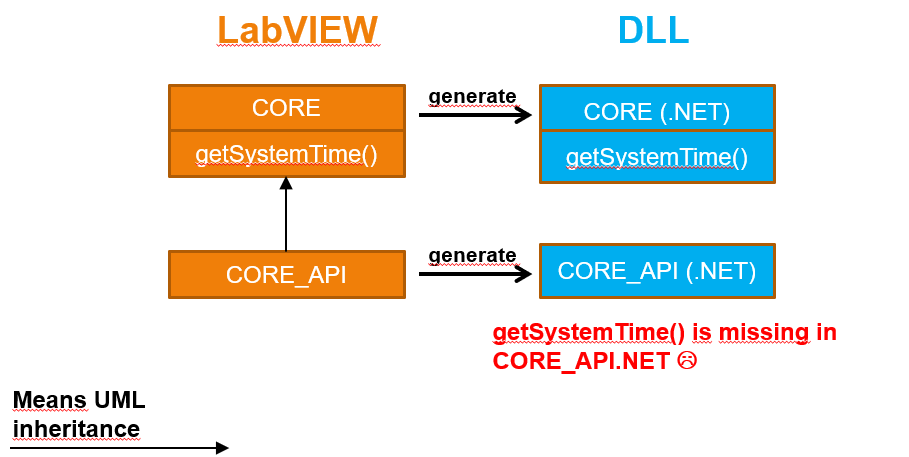 LabVIEW
DLL
CORE
getSystemTime()
generate
CORE (.NET)
getSystemTime()
CORE_API
generate
CORE_API (.NET)
getSystemTime() is missing in
CORE_API.NET ☹
Means UML
inheritance